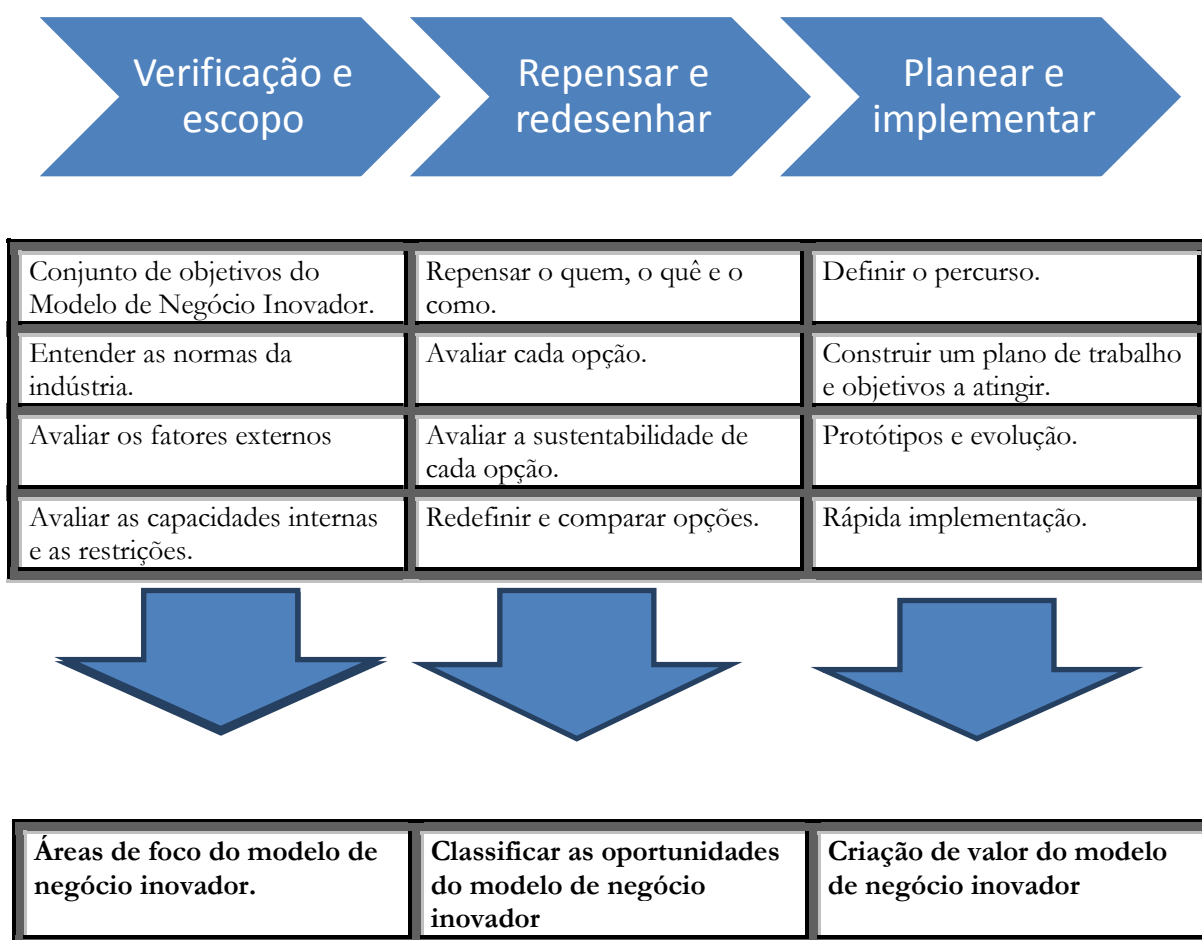 Verificação e
escopo
Repensar e
redesenhar
Planear e
implementar
Conjunto de objetivos do
Modelo de Negócio Inovador.
Repensar o quem, o quê e o
como.
Definir o percurso.
Entender as normas da
indústria.
Avaliar cada opção.
Construir um plano de trabalho
e objetivos a atingir.
Avaliar os fatores externos
Avaliar a sustentabilidade de
cada opção.
Protótipos e evolução.
Avaliar as capacidades internas
e as restrições.
Redefinir e comparar opções.
Rápida implementação.
Áreas de foco do modelo de
negócio inovador.
Classificar as oportunidades
do modelo de negócio
inovador
Criação de valor do modelo
de negócio inovador